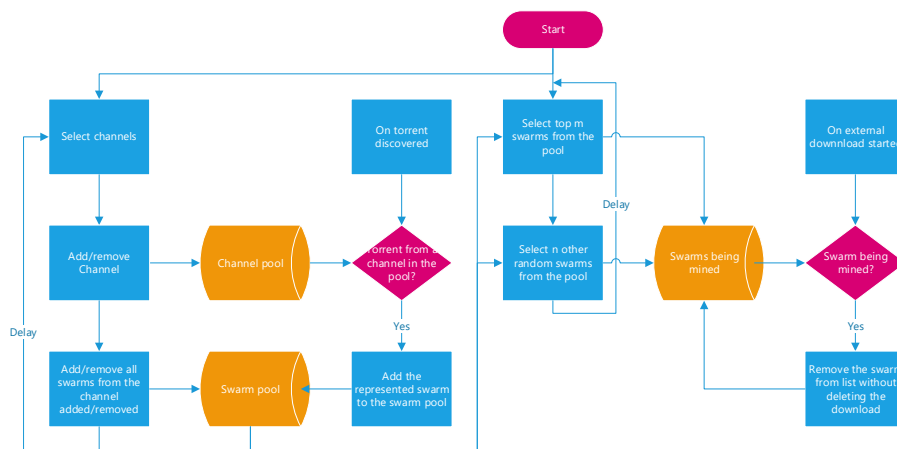 Start
Select channels
On torrent
discovered
Select top m
swarms from the
pool
On external
downnload started
Delay
Add/remove
Channel
Channel pool
Torrent from a
channel in the
pool?
Select n other
random swarms
from the pool
Swarms being
mined
Swarm being
mined?
Delay
Yes
Yes
Add/remove all
swarms from the
channel
added/removed
Swarm pool
Add the
represented swarm
to the swarm pool
Remove the swarm
from list without
deleting the
download